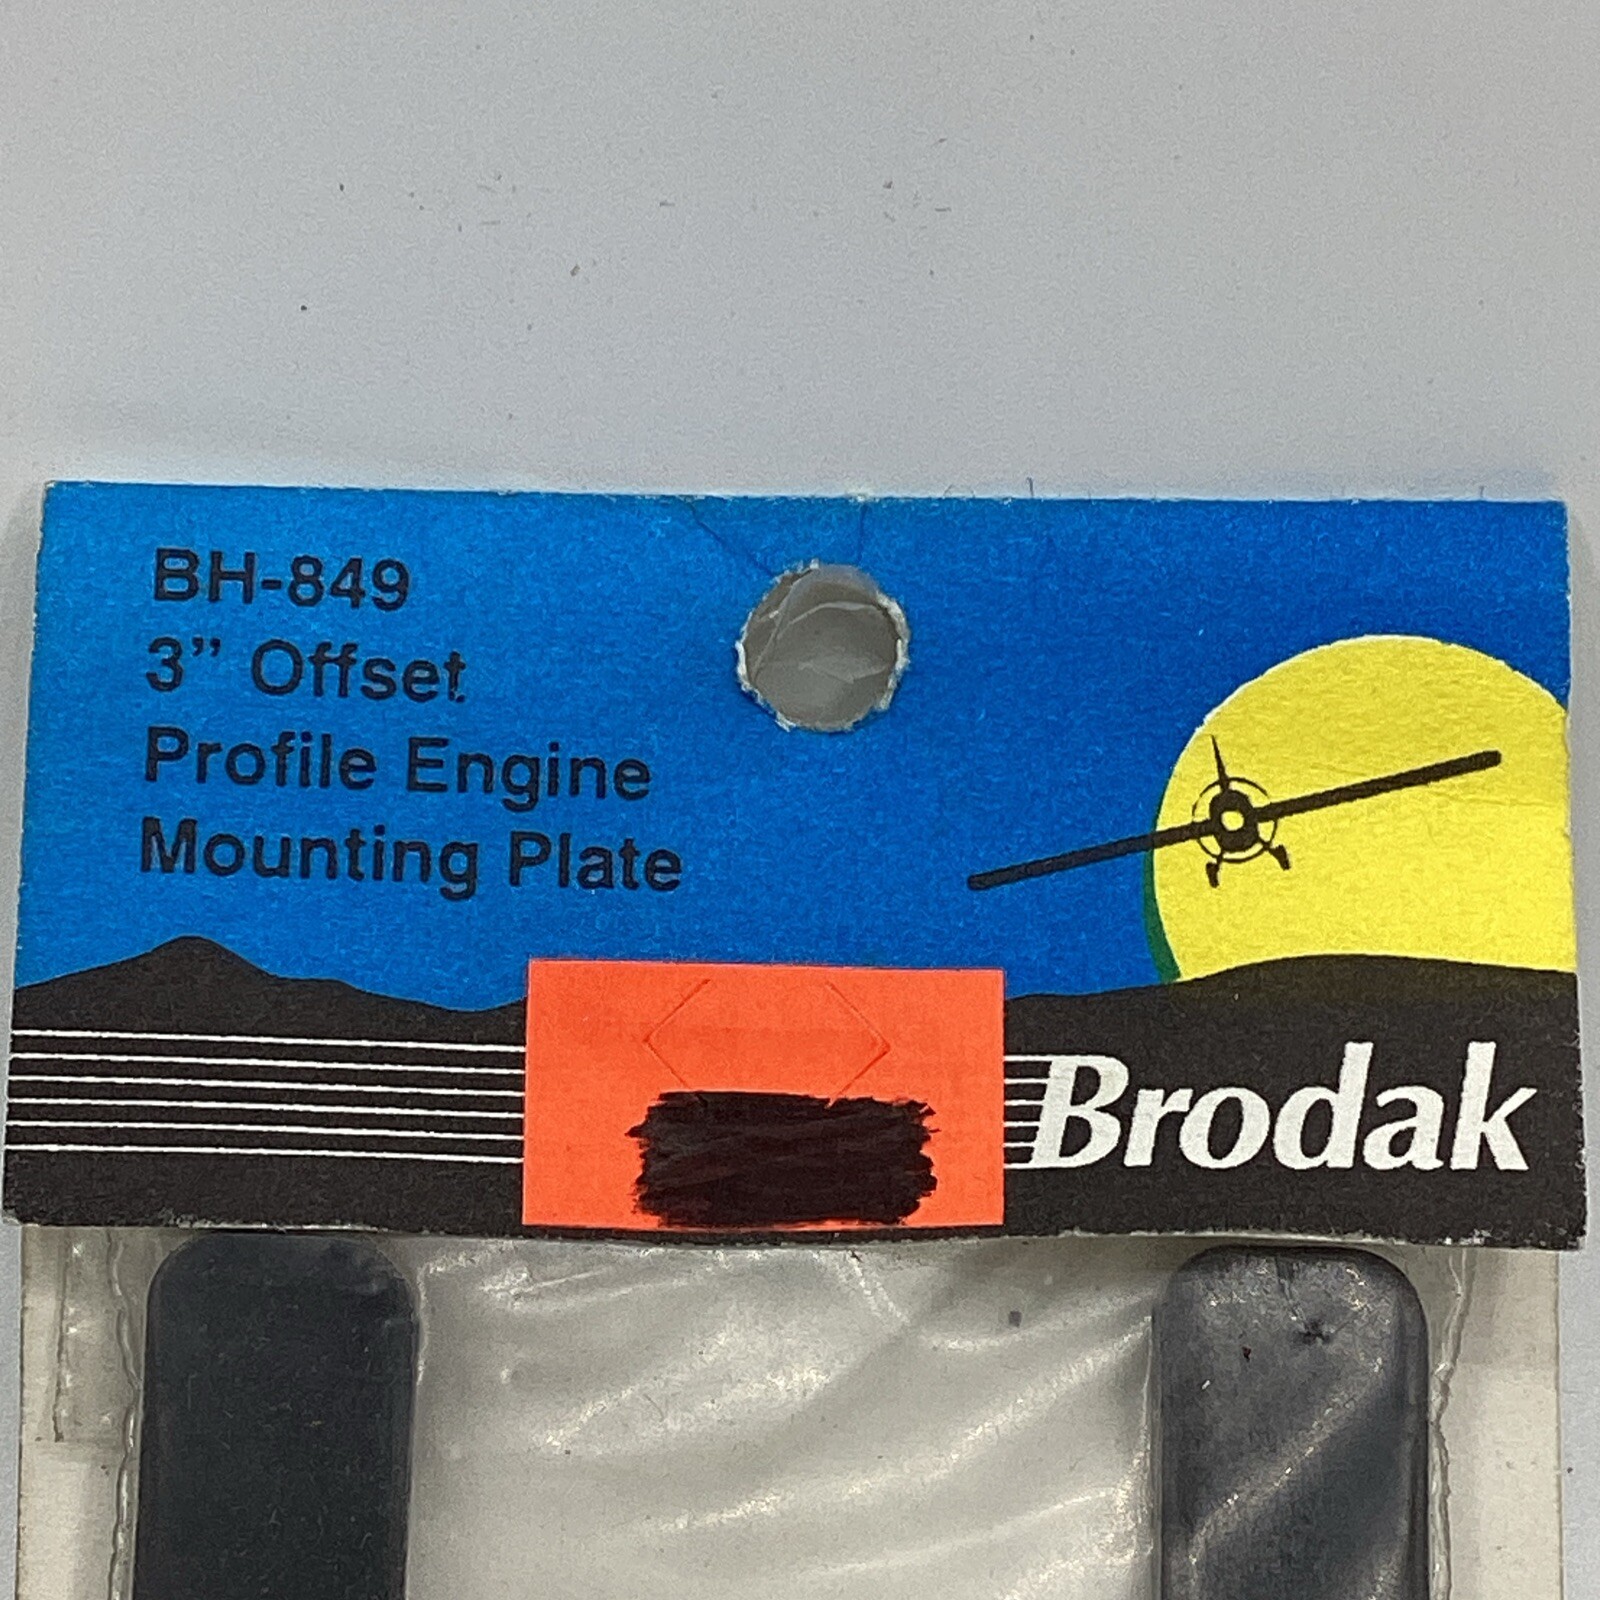 BH-849
3” Offset
Profile Engine
Mounting Plate
Brodak